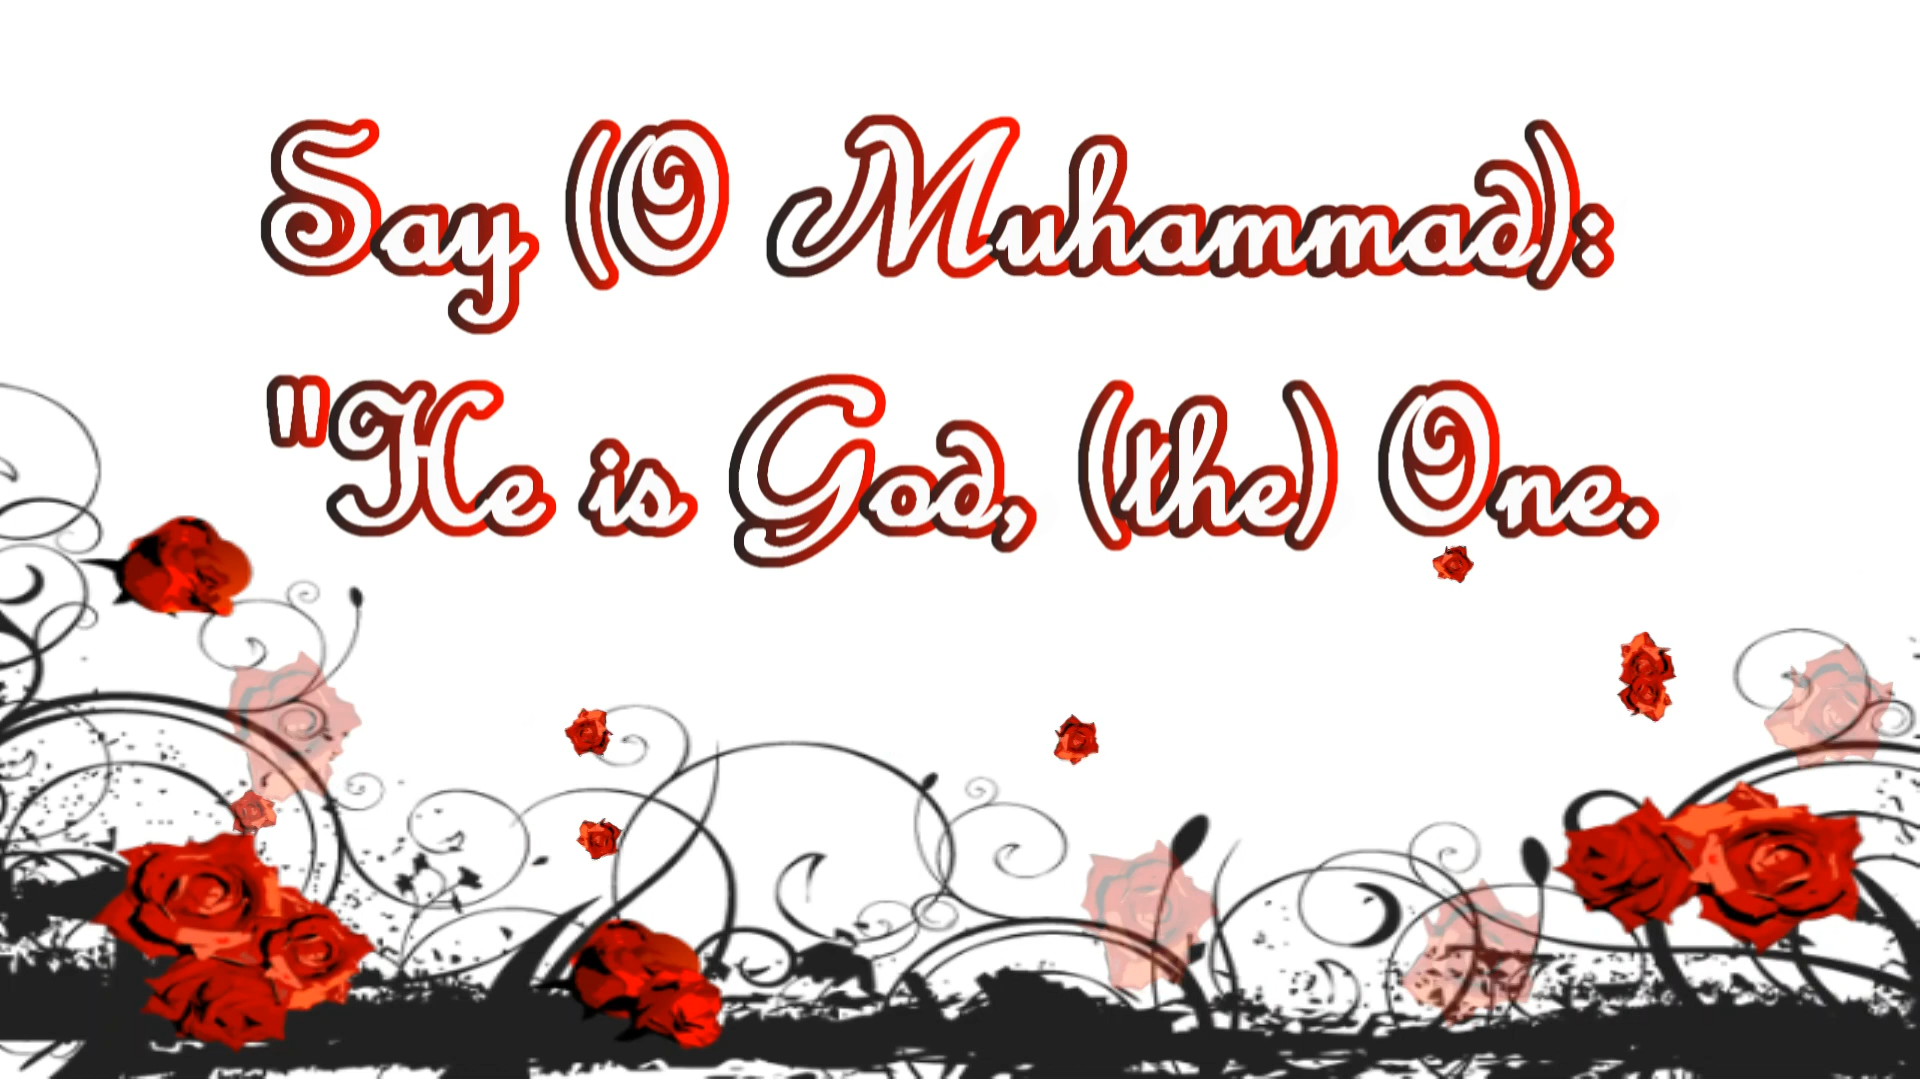 Say (O Muhammad):
"He is God, (the) One.